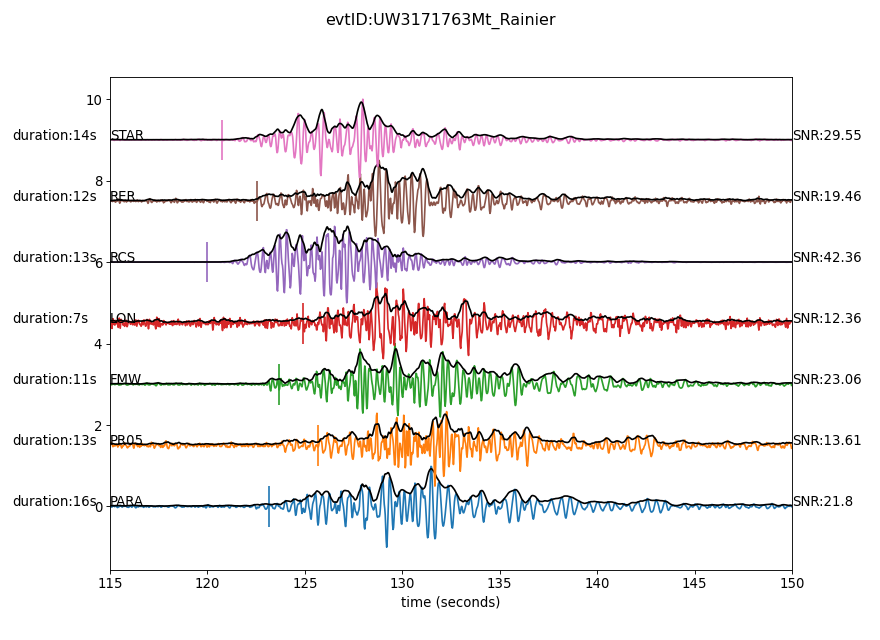 evtID:UW3171763Mt_Rainier
10
duration:14s STAR SNR:29.55
8
duration:12s RER SNR:19.46
duration:13s RCS SNR:42.36
6
duration:7s LON SNR:12.36
4
duration:11s FMW SNR:23.06
2
duration:13s PR05 SNR:13.61
duration:16s PARA SNR:21.8
0
115 120 125 130 135 140 145 150
time (seconds)